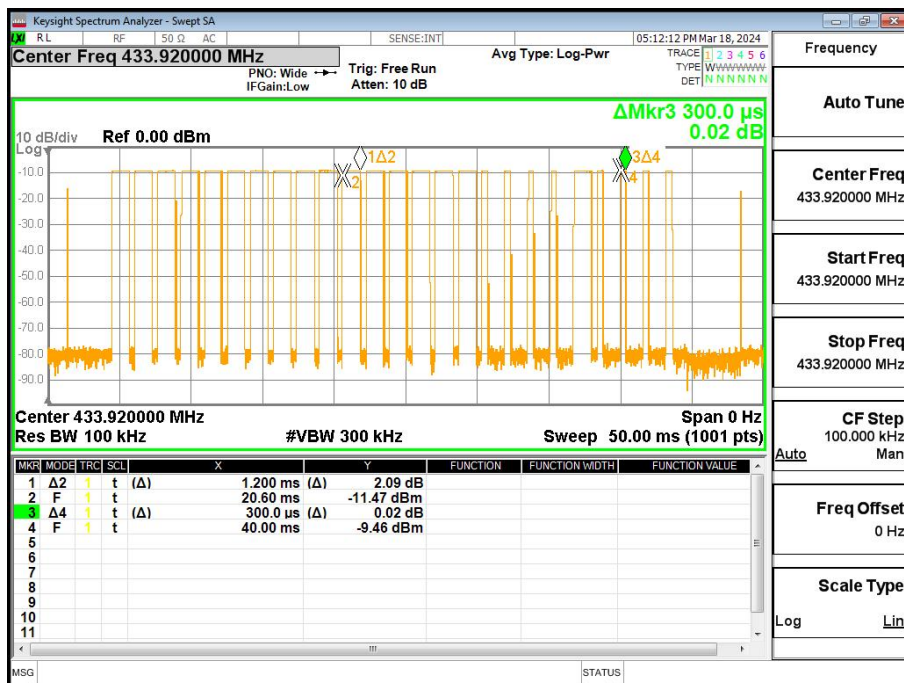 Keysight Spectrum Analyzer - Swept SA
LXI RL RF 50 Ω AC SENSE:INT 05:12:12 PM Mar 18, 2024
Center Freq 433.920000 MHz
PNO: Wide
IFGain:Low
Trig: Free Run
Atten: 10 dB
Avg Type: Log-Pwr
TRACE 1 2 3 4 5 6
TYPE WWWWWWW
DET N N N N N N
ΔMkr3 300.0 µs
0.02 dB
10 dB/div Ref 0.00 dBm
Log
1Δ2
3Δ4
2
4
-10.0
-20.0
-30.0
-40.0
-50.0
-60.0
-70.0
-80.0
-90.0
Center 433.920000 MHz Span 0 Hz
Res BW 100 kHz #VBW 300 kHz Sweep 50.00 ms (1001 pts)
MKR MODE TRC SCL X Y FUNCTION FUNCTION WIDTH FUNCTION VALUE
1 Δ2 1 t (Δ) 1.200 ms (Δ) 2.09 dB
2 F 1 t 20.60 ms -11.47 dBm
3 Δ4 1 t (Δ) 300.0 µs (Δ) 0.02 dB
4 F 1 t 40.00 ms -9.46 dBm
5
6
7
8
9
10
11
MSG STATUS
Frequency
Auto Tune
Center Freq
433.920000 MHz
Start Freq
433.920000 MHz
Stop Freq
433.920000 MHz
CF Step
100.000 kHz
Auto Man
Freq Offset
0 Hz
Scale Type
Log Lin